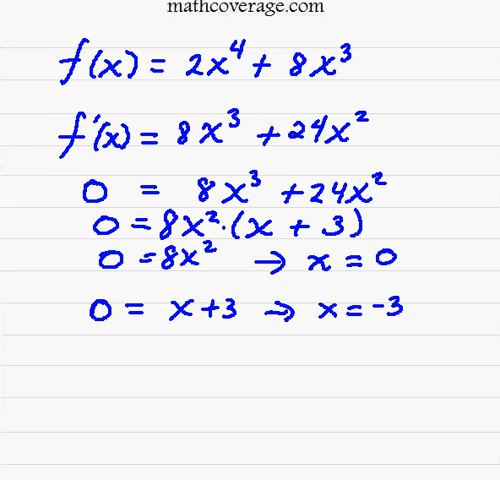 mathcoverage.com
f(x) = 2x⁴ + 8x³
f'(x) = 8x³ + 24x²
0 = 8x³ + 24x²
0 = 8x²·(x + 3)
0 = 8x² → x = 0
0 = x + 3 → x = -3